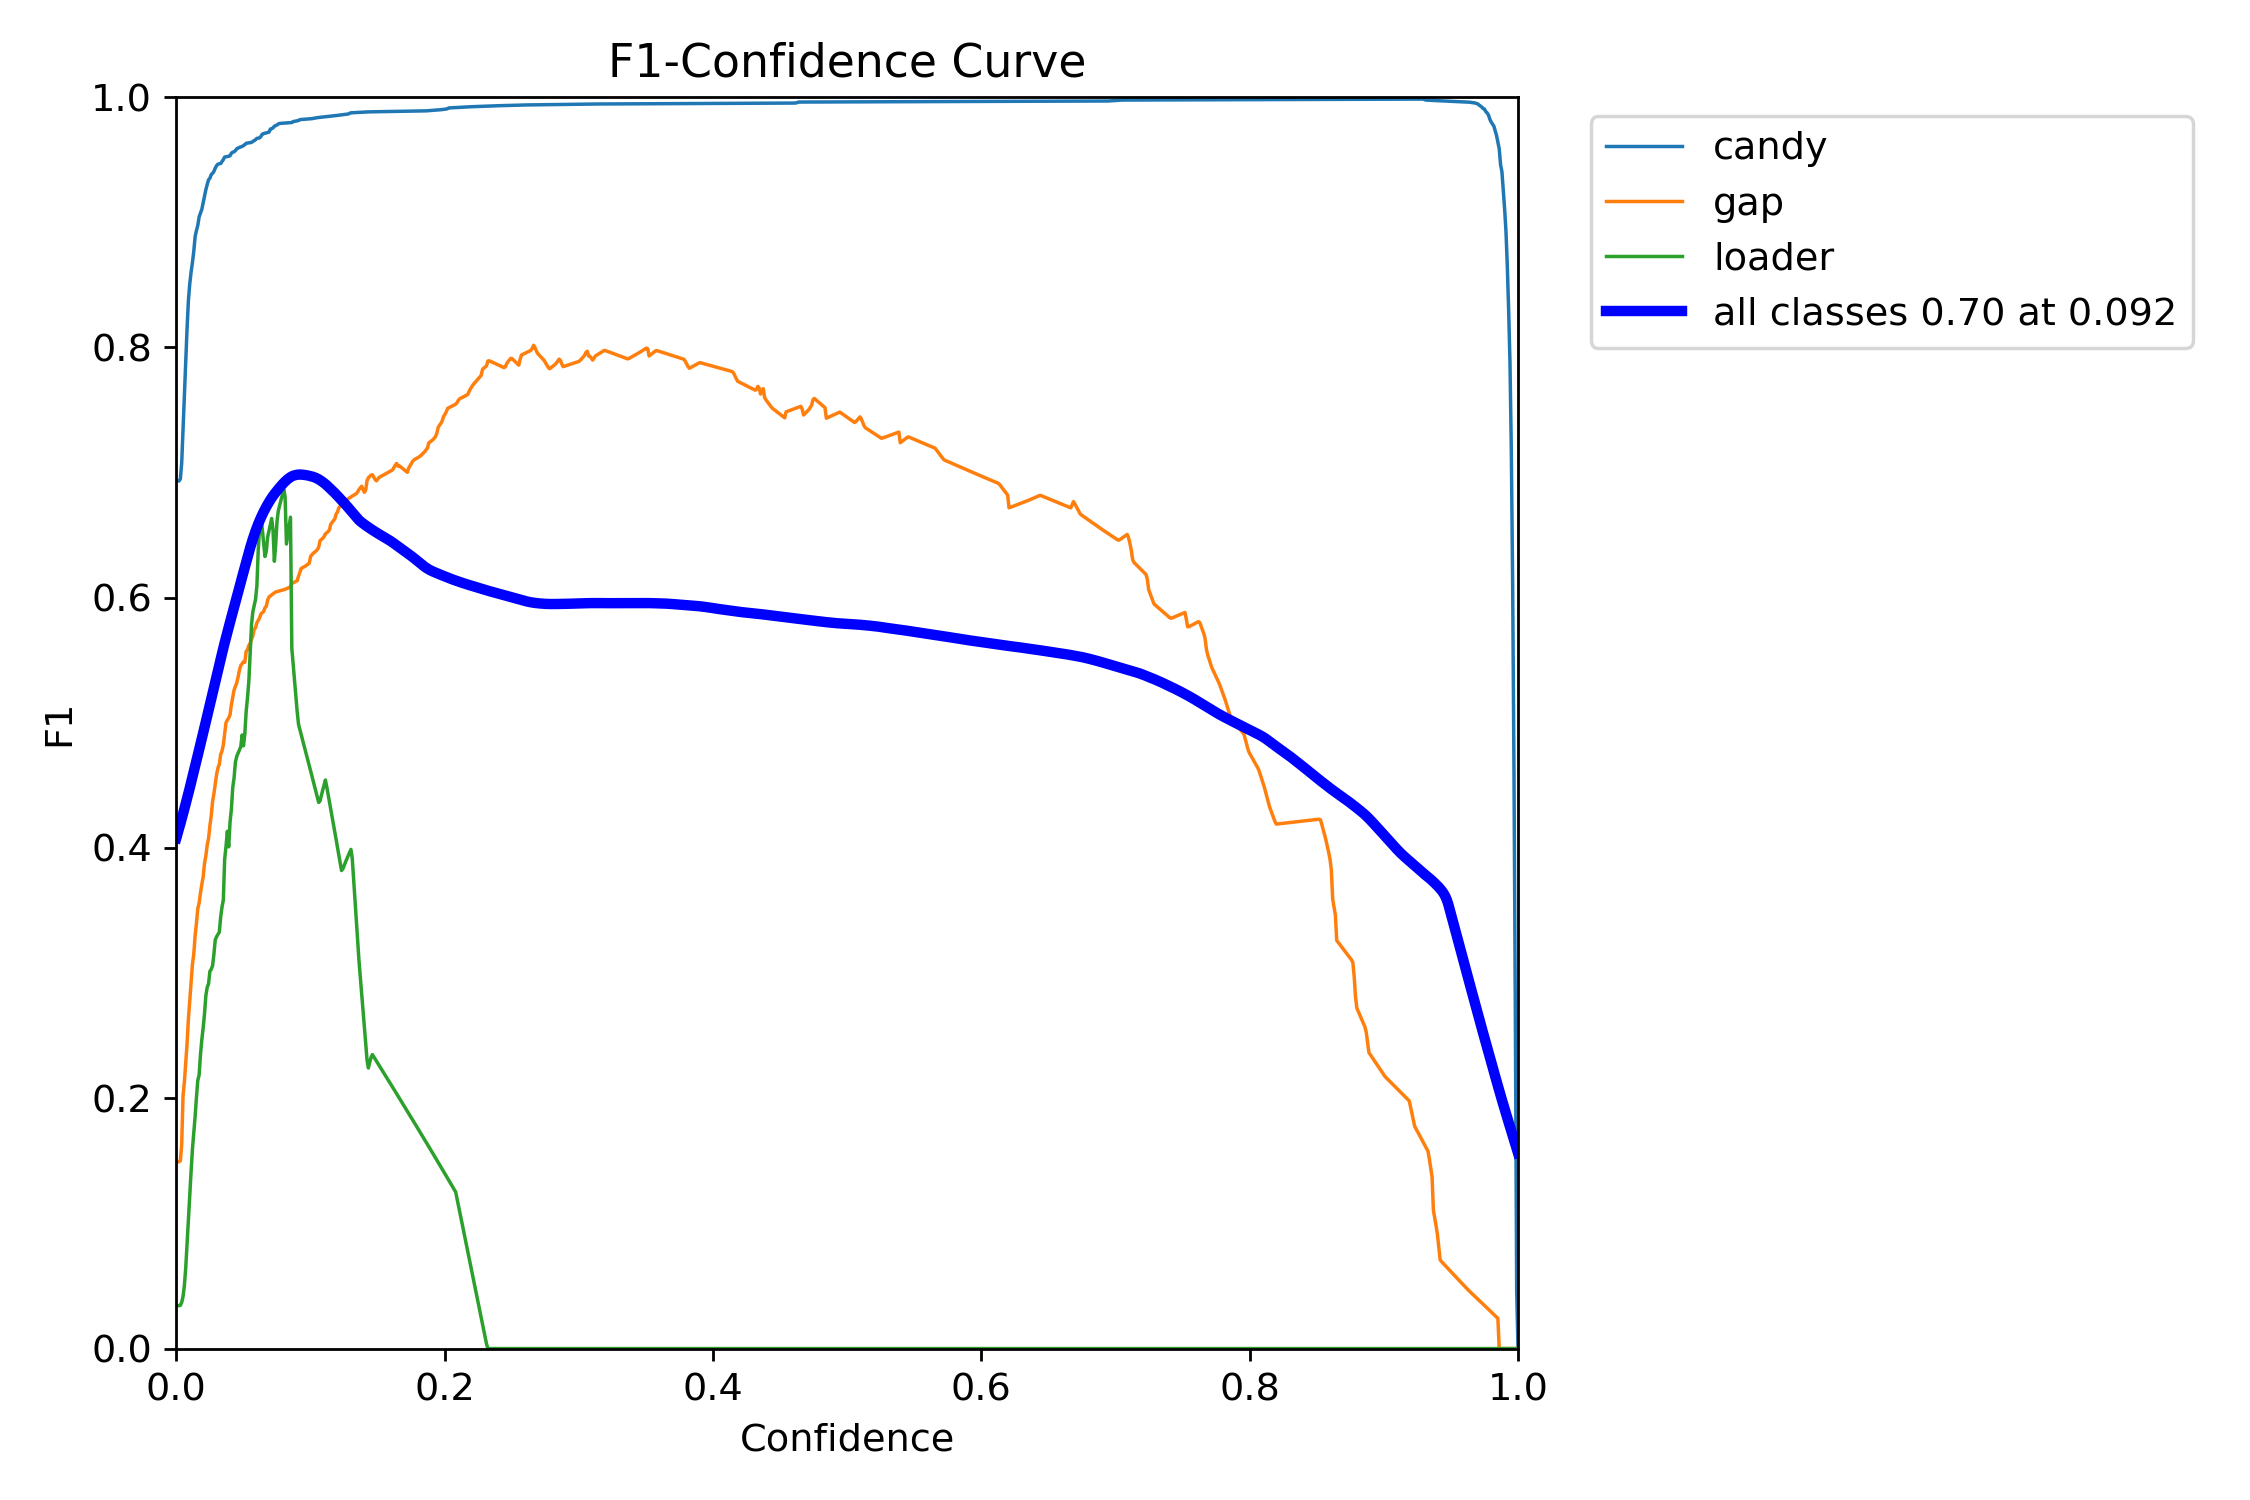 F1-Confidence Curve
1.0
0.8
0.6
0.4
0.2
0.0
F1
0.0 0.2 0.4 0.6 0.8 1.0
Confidence
candy
gap
loader
all classes 0.70 at 0.092